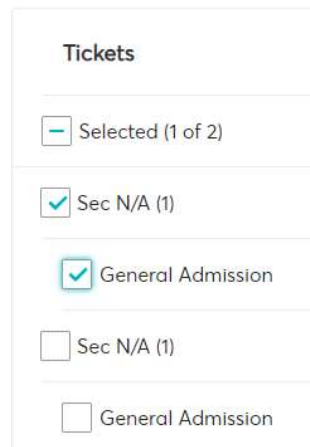 Tickets
Selected (1 of 2)
Sec N/A (1)
General Admission
Sec N/A (1)
General Admission